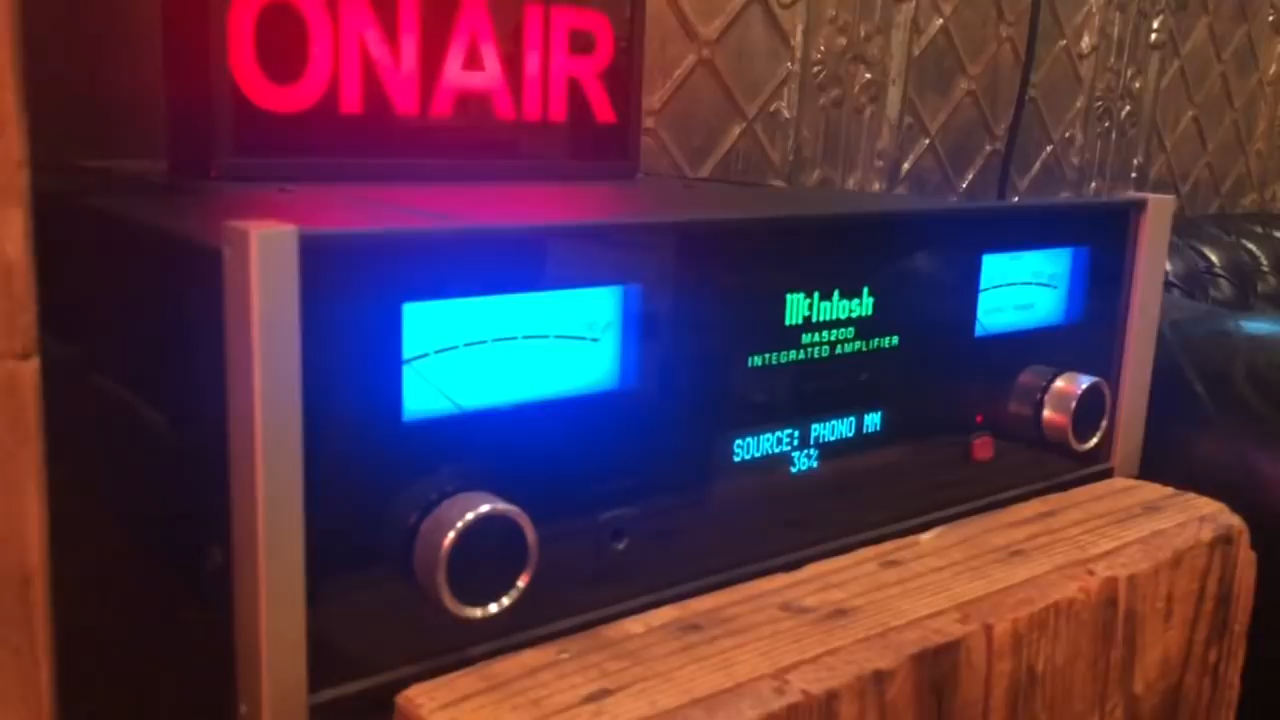 ON AIR
McIntosh
MA5200
INTEGRATED AMPLIFIER
SOURCE: PHONO MM
36%